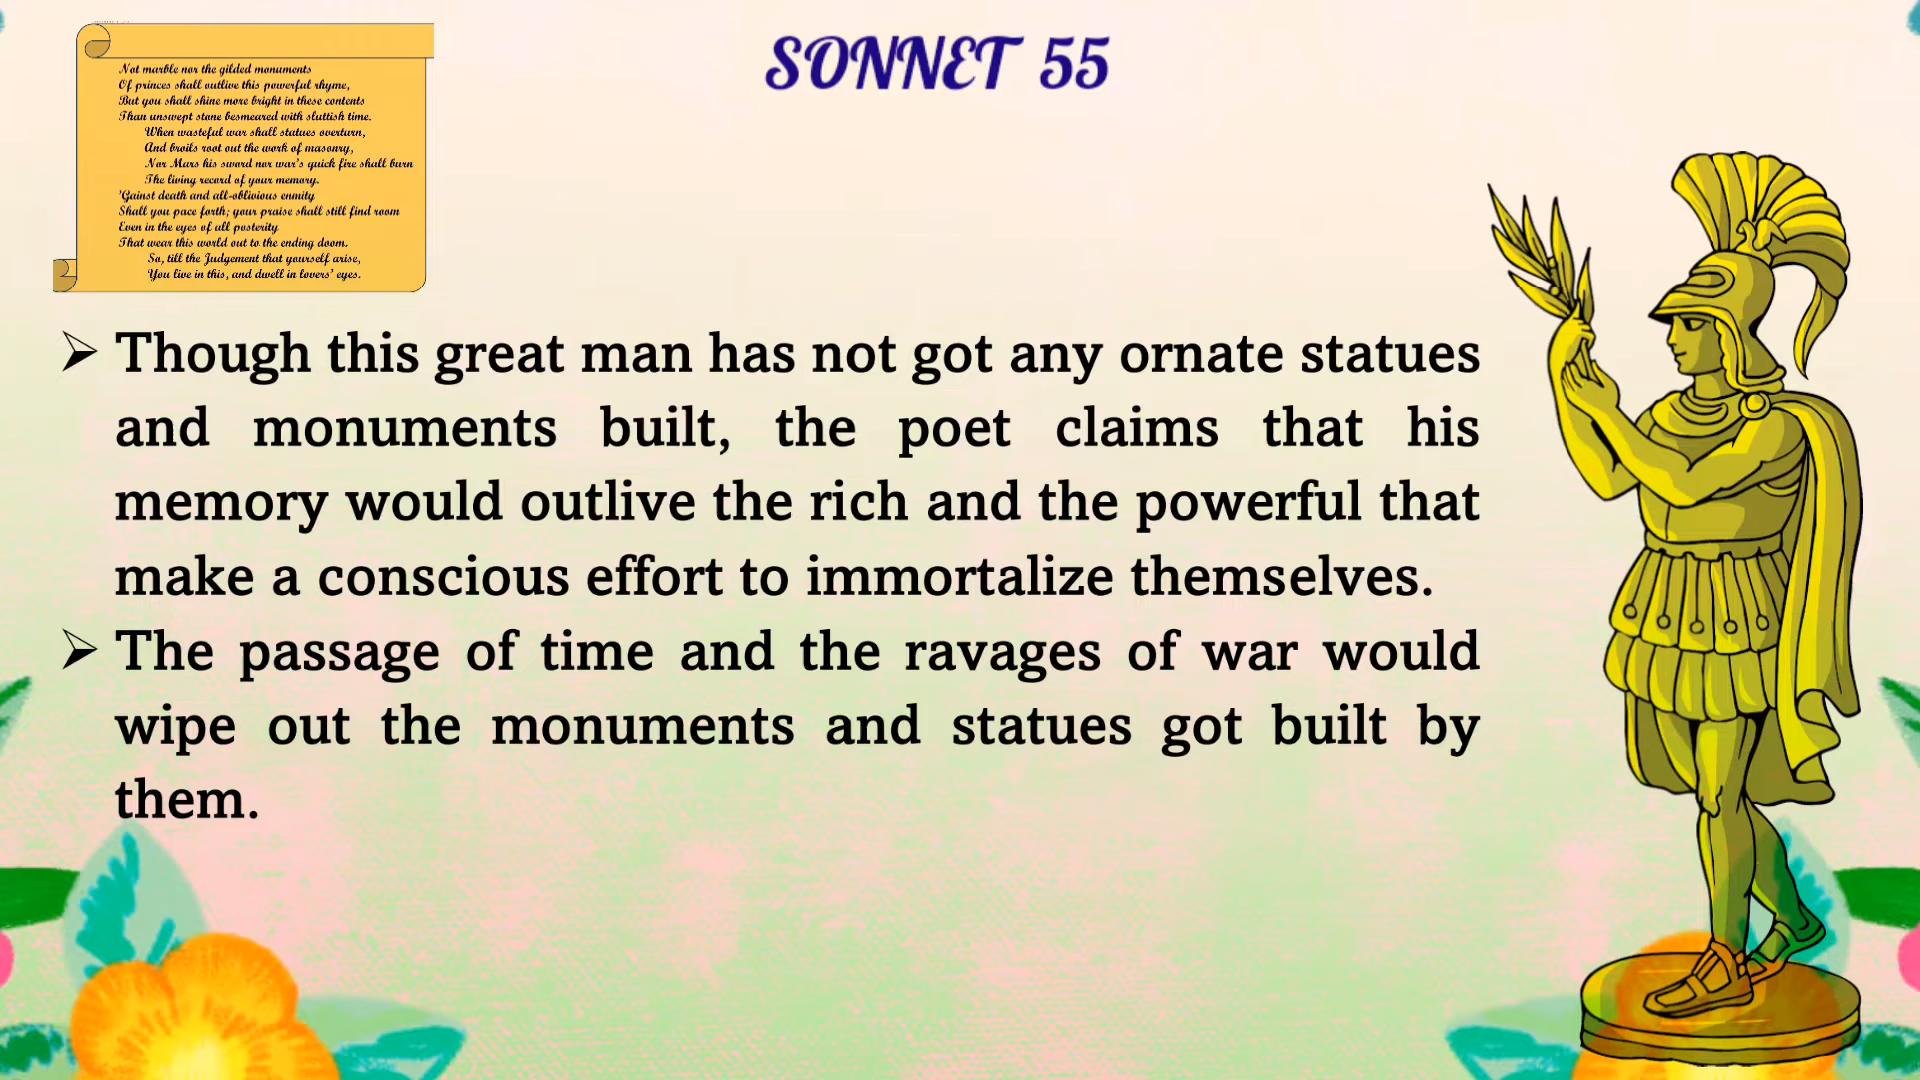 SONNET 55
Not marble nor the gilded monuments
Of princes shall outlive this powerful rhyme,
But you shall shine more bright in these contents
Than unswept stone besmeared with sluttish time.
When wasteful war shall statues overturn,
And broils root out the work of masonry,
Nor Mars his sword nor war's quick fire shall burn
The living record of your memory.
'Gainst death and all-oblivious enmity
Shall you pace forth; your praise shall still find room
Even in the eyes of all posterity
That wear this world out to the ending doom.
So, till the Judgement that yourself arise,
You live in this, and dwell in lovers' eyes.
➢ Though this great man has not got any ornate statues
and monuments built, the poet claims that his
memory would outlive the rich and the powerful that
make a conscious effort to immortalize themselves.
➢ The passage of time and the ravages of war would
wipe out the monuments and statues got built by
them.